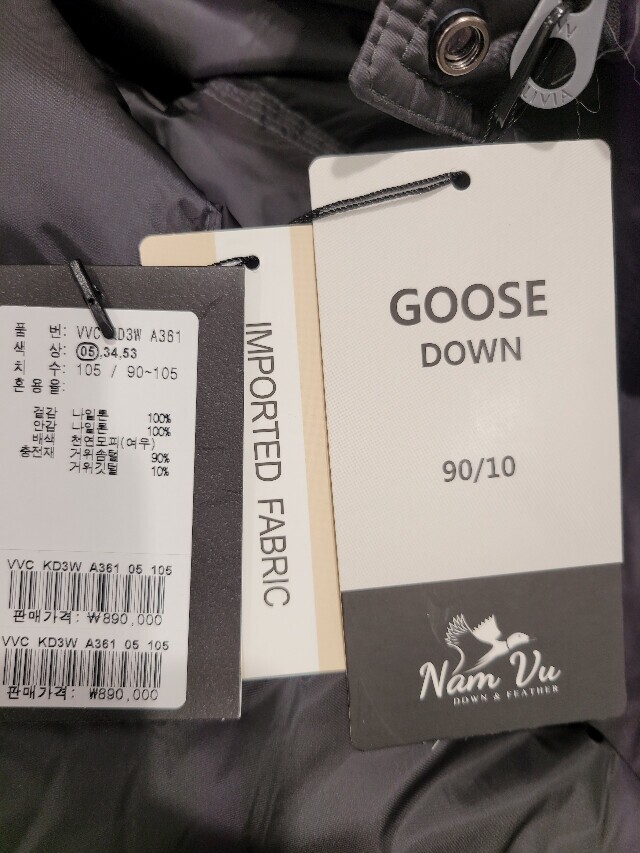 품 번: VVC KD3W A361
색 상: 05,34,53
치 수: 105 / 90~105
혼용율:
겉감 나일론 100%
안감 나일론 100%
배색 천연모피(여우)
충전재 거위솜털 90%
거위깃털 10%
VVC KD3W A361 05 105
판매가격: ₩890,000
VVC KD3W A361 05 105
판매가격: ₩890,000
IMPORTED FABRIC
GOOSE
DOWN
90/10
Nam Vu
DOWN & FEATHER